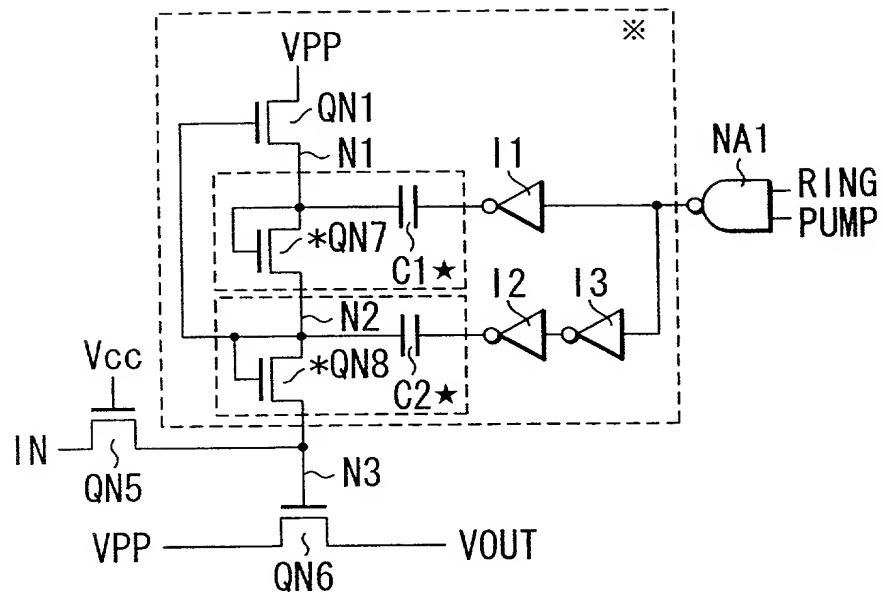 ※
VPP
QN1
N1
I1
NA1
RING
PUMP
*QN7
C1★
N2
I2
I3
*QN8
C2★
Vcc
IN
QN5
N3
VPP
VOUT
QN6